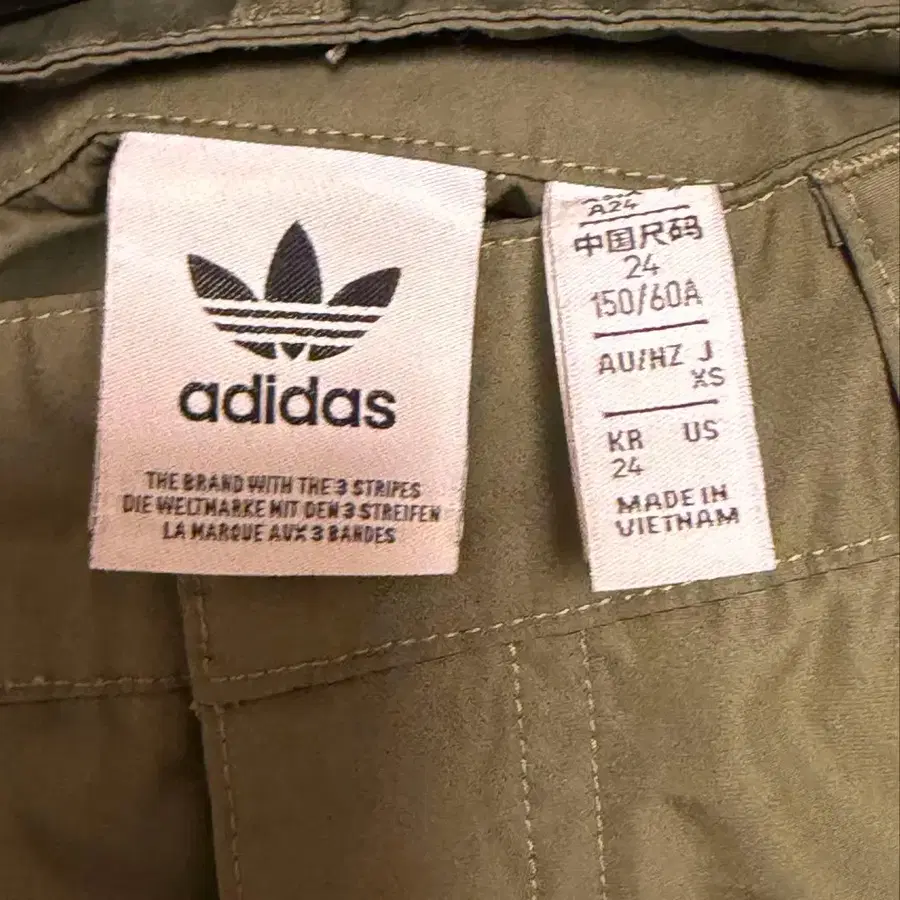 adidas
THE BRAND WITH THE 3 STRIPES
DIE WELTMARKE MIT DEN 3 STREIFEN
LA MARQUE AUX 3 BANDES
A24
中国尺码
24
150/60A
AU/NZ J
XS
KR US
24
MADE IN
VIETNAM